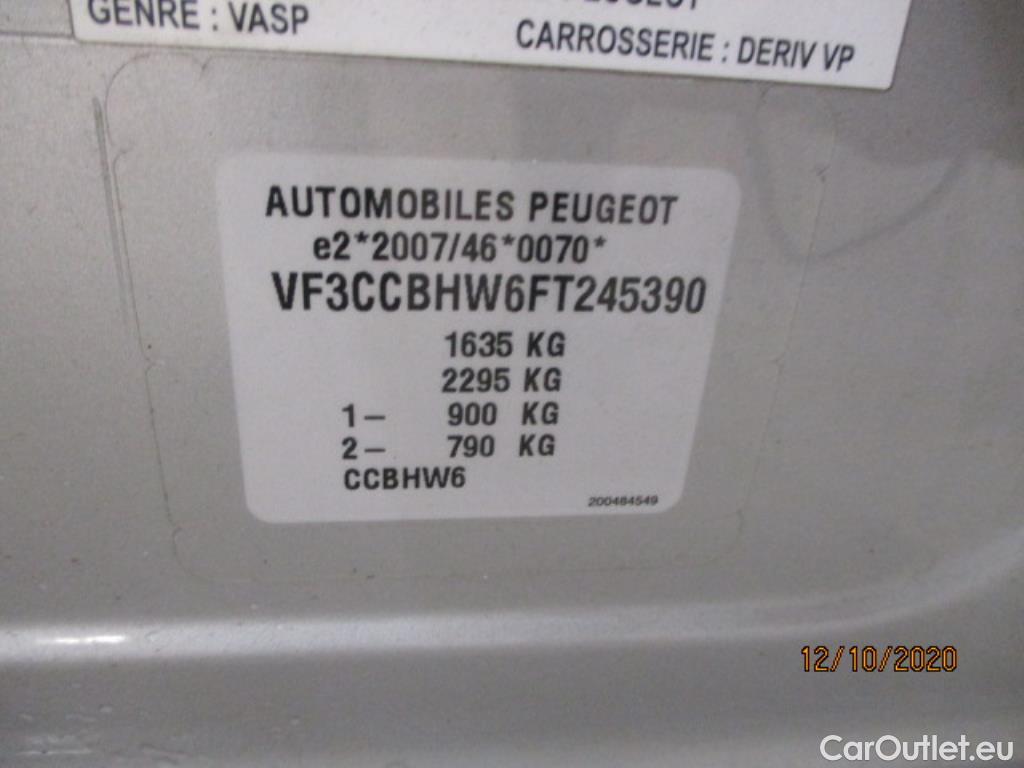 GENRE : VASP
CARROSSERIE : DERIV VP
AUTOMOBILES PEUGEOT
e2*2007/46*0070*
VF3CCBHW6FT245390
1635 KG
2295 KG
1- 900 KG
2- 790 KG
CCBHW6
200484549
12/10/2020
CarOutlet.eu